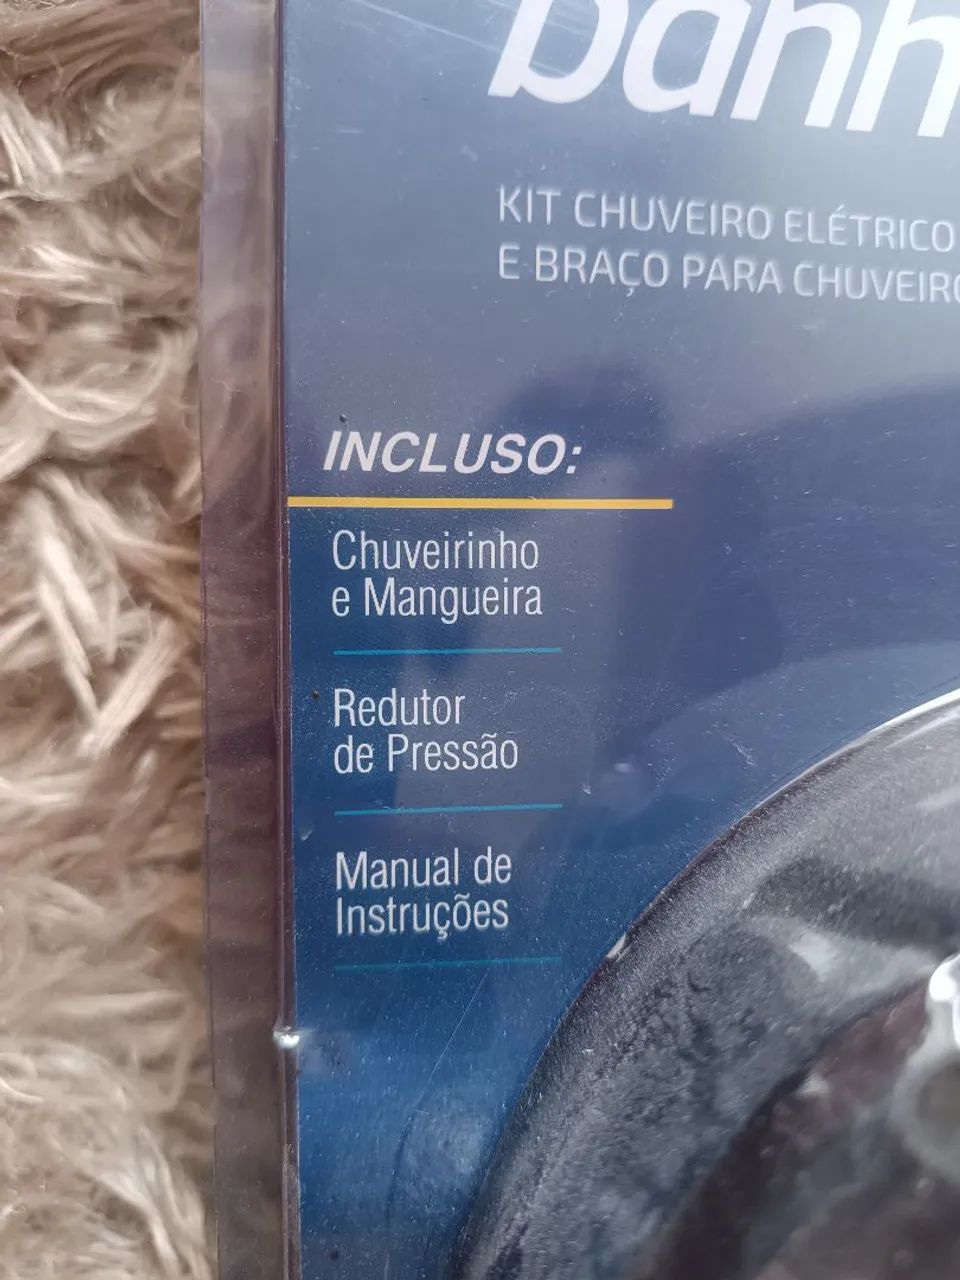 KIT CHUVEIRO ELÉTRICO
E BRAÇO PARA CHUVEIRO
INCLUSO:
Chuveirinho
e Mangueira
Redutor
de Pressão
Manual de
Instruções